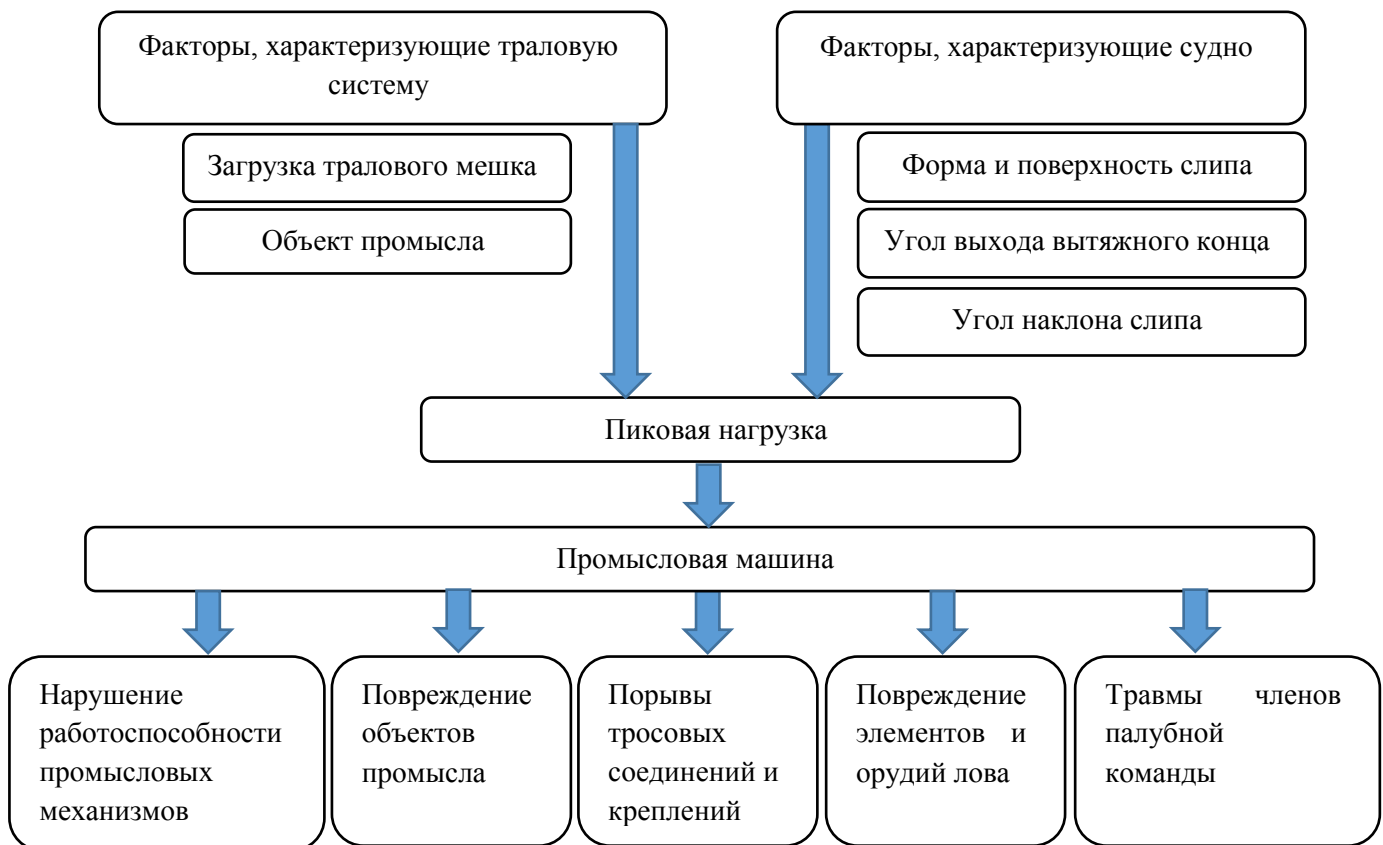 Факторы, характеризующие траловую
систему
Загрузка тралового мешка
Объект промысла
Факторы, характеризующие судно
Форма и поверхность слипа
Угол выхода вытяжного конца
Угол наклона слипа
Пиковая нагрузка
Промысловая машина
Нарушение
работоспособности
промысловых
механизмов
Повреждение
объектов
промысла
Порывы
тросовых
соединений и
креплений
Повреждение
элементов и
орудий лова
Травмы членов
палубной
команды